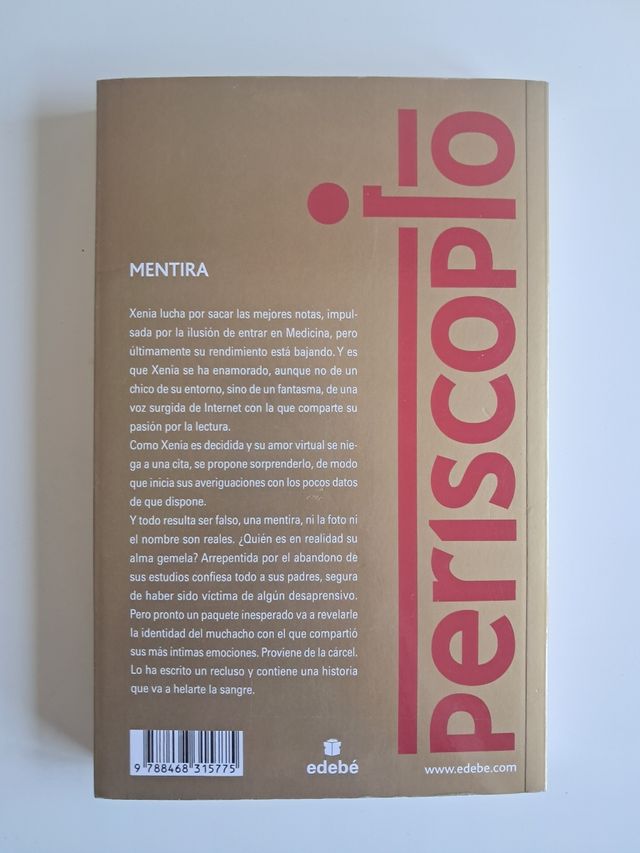 MENTIRA
Xenia lucha por sacar las mejores notas, impul-
sada por la ilusión de entrar en Medicina, pero
últimamente su rendimiento está bajando. Y es
que Xenia se ha enamorado, aunque no de un
chico de su entorno, sino de un fantasma, de una
voz surgida de Internet con la que comparte su
pasión por la lectura.
Como Xenia es decidida y su amor virtual se nie-
ga a una cita, se propone sorprenderlo, de modo
que inicia sus averiguaciones con los pocos datos
de que dispone.
Y todo resulta ser falso, una mentira, ni la foto ni
el nombre son reales. ¿Quién es en realidad su
alma gemela? Arrepentida por el abandono de
sus estudios confiesa todo a sus padres, segura
de haber sido víctima de algún desaprensivo.
Pero pronto un paquete inesperado va a revelarle
la identidad del muchacho con el que compartió
sus más íntimas emociones. Proviene de la cárcel.
Lo ha escrito un recluso y contiene una historia
que va a helarte la sangre.
9 788468 315775
edebé
www.edebe.com
periscopio